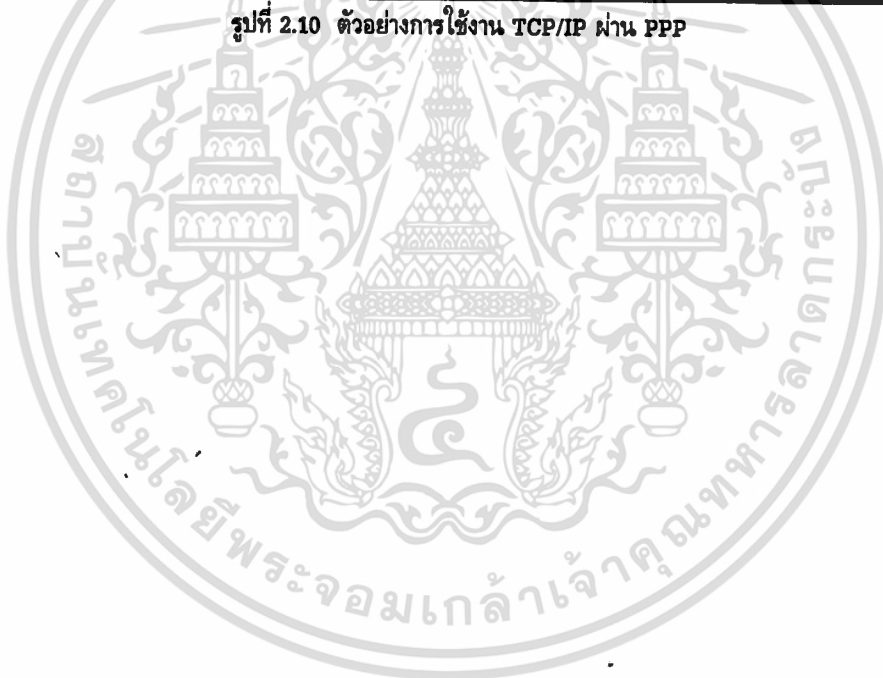 รูปที่ 2.10 ตัวอย่างการใช้งาน TCP/IP ผ่าน PPP
สถาบันเทคโนโลยีพระจอมเกล้าเจ้าคุณทหารลาดกระบัง